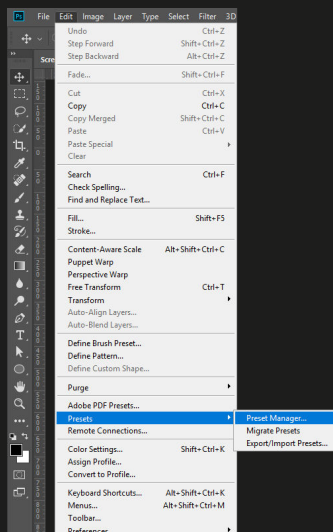 Ps File Edit Image Layer Type Select Filter 3D
Scre
Undo Ctrl+Z
Step Forward Shift+Ctrl+Z
Step Backward Alt+Ctrl+Z
Fade... Shift+Ctrl+F
Cut Ctrl+X
Copy Ctrl+C
Copy Merged Shift+Ctrl+C
Paste Ctrl+V
Paste Special
Clear
Search Ctrl+F
Check Spelling...
Find and Replace Text...
Fill... Shift+F5
Stroke...
Content-Aware Scale Alt+Shift+Ctrl+C
Puppet Warp
Perspective Warp
Free Transform Ctrl+T
Transform
Auto-Align Layers...
Auto-Blend Layers...
Define Brush Preset...
Define Pattern...
Define Custom Shape...
Purge
Adobe PDF Presets...
Presets
Preset Manager...
Migrate Presets
Export/Import Presets...
Remote Connections...
Color Settings... Shift+Ctrl+K
Assign Profile...
Convert to Profile...
Keyboard Shortcuts... Alt+Shift+Ctrl+K
Menus... Alt+Shift+Ctrl+M
Toolbar...
Preferences